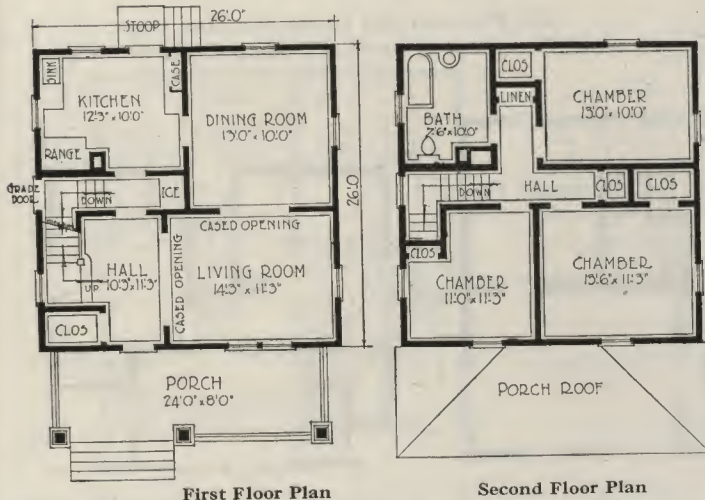 26'0"
STOOP
SINK
CASE
KITCHEN
12'3" x 10'0"
DINING ROOM
13'0" x 10'0"
RANGE
GRADE
DOOR
DOWN
ICE
26'0
CASED OPENING
HALL
10'3" x 11'3"
CASED OPENING
LIVING ROOM
14'3" x 11'3"
UP
CLOS
PORCH
24'0" x 8'0"
First Floor Plan
CLOS
LINEN
BATH
7'6" x 10'0"
CHAMBER
13'0" x 10'0"
DOWN
HALL
CLOS
CLOS
CLOS
CHAMBER
11'0" x 11'3"
CHAMBER
13'6" x 11'3"
PORCH ROOF
Second Floor Plan